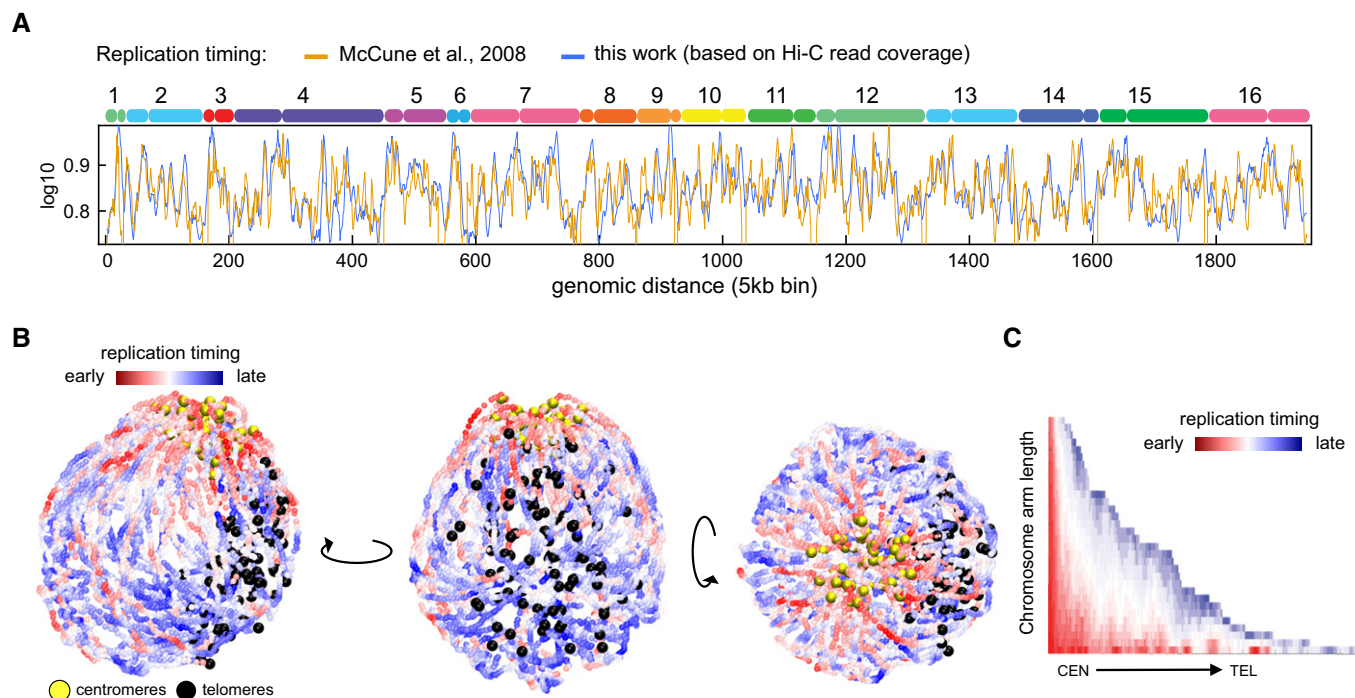 A
Replication timing: McCune et al., 2008 this work (based on Hi-C read coverage)
1 2 3 4 5 6 7 8 9 10 11 12 13 14 15 16
log10
0.9
0.8
0 200 400 600 800 1000 1200 1400 1600 1800
genomic distance (5kb bin)
B
replication timing
early late
centromeres telomeres
C
replication timing
early late
Chromosome arm length
CEN TEL